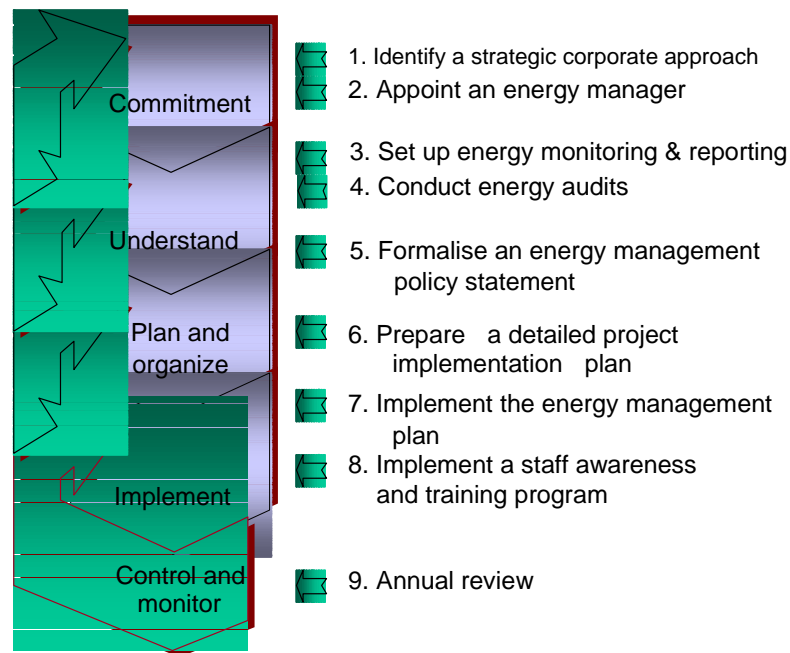 Commitment
1. Identify a strategic corporate approach
2. Appoint an energy manager
Understand
3. Set up energy monitoring & reporting
4. Conduct energy audits
Plan and
organize
5. Formalise an energy management
policy statement
6. Prepare a detailed project
implementation plan
Implement
7. Implement the energy management
plan
8. Implement a staff awareness
and training program
Control and
monitor
9. Annual review